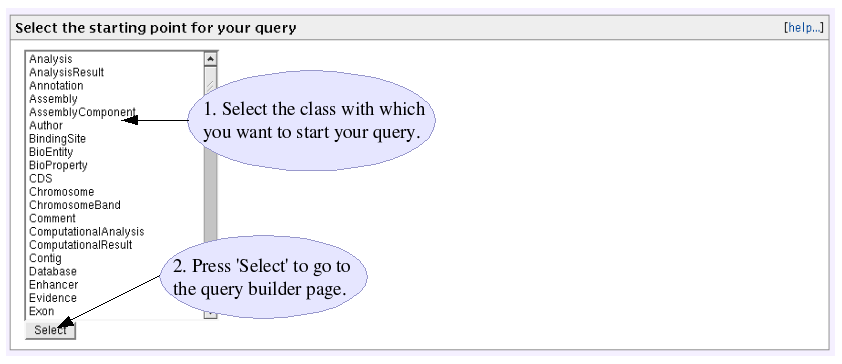 Select the starting point for your query [help...]
Analysis
AnalysisResult
Annotation
Assembly
AssemblyComponent
Author
BindingSite
BioEntity
BioProperty
CDS
Chromosome
ChromosomeBand
Comment
ComputationalAnalysis
ComputationalResult
Contig
Database
Enhancer
Evidence
Exon
1. Select the class with which
you want to start your query.
2. Press 'Select' to go to
the query builder page.
Select